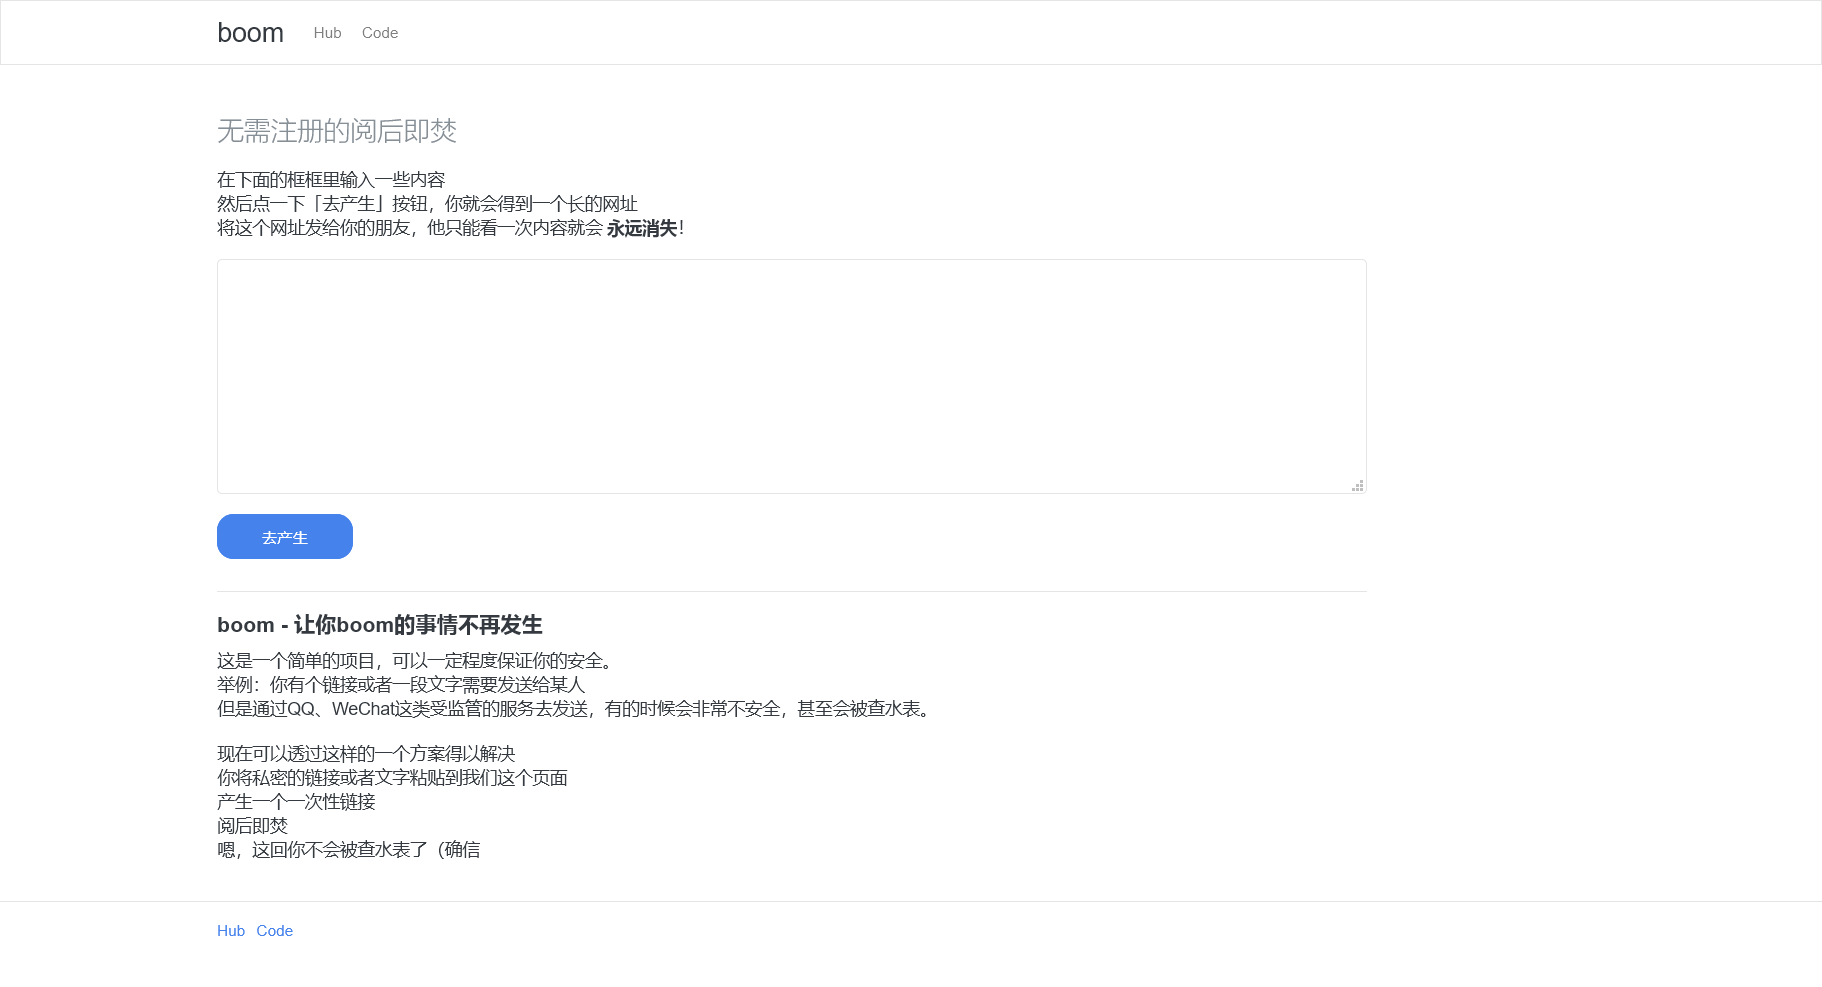 boom Hub Code
无需注册的阅后即焚
在下面的框框里输入一些内容
然后点一下「去产生」按钮，你就会得到一个长的网址
将这个网址发给你的朋友，他只能看一次内容就会 永远消失！
去产生
boom - 让你boom的事情不再发生
这是一个简单的项目，可以一定程度保证你的安全。
举例：你有个链接或者一段文字需要发送给某人
但是通过QQ、WeChat这类受监管的服务去发送，有的时候会非常不安全，甚至会被查水表。
现在可以透过这样的一个方案得以解决
你将私密的链接或者文字粘贴到我们这个页面
产生一个一次性链接
阅后即焚
嗯，这回你不会被查水表了（确信
Hub Code